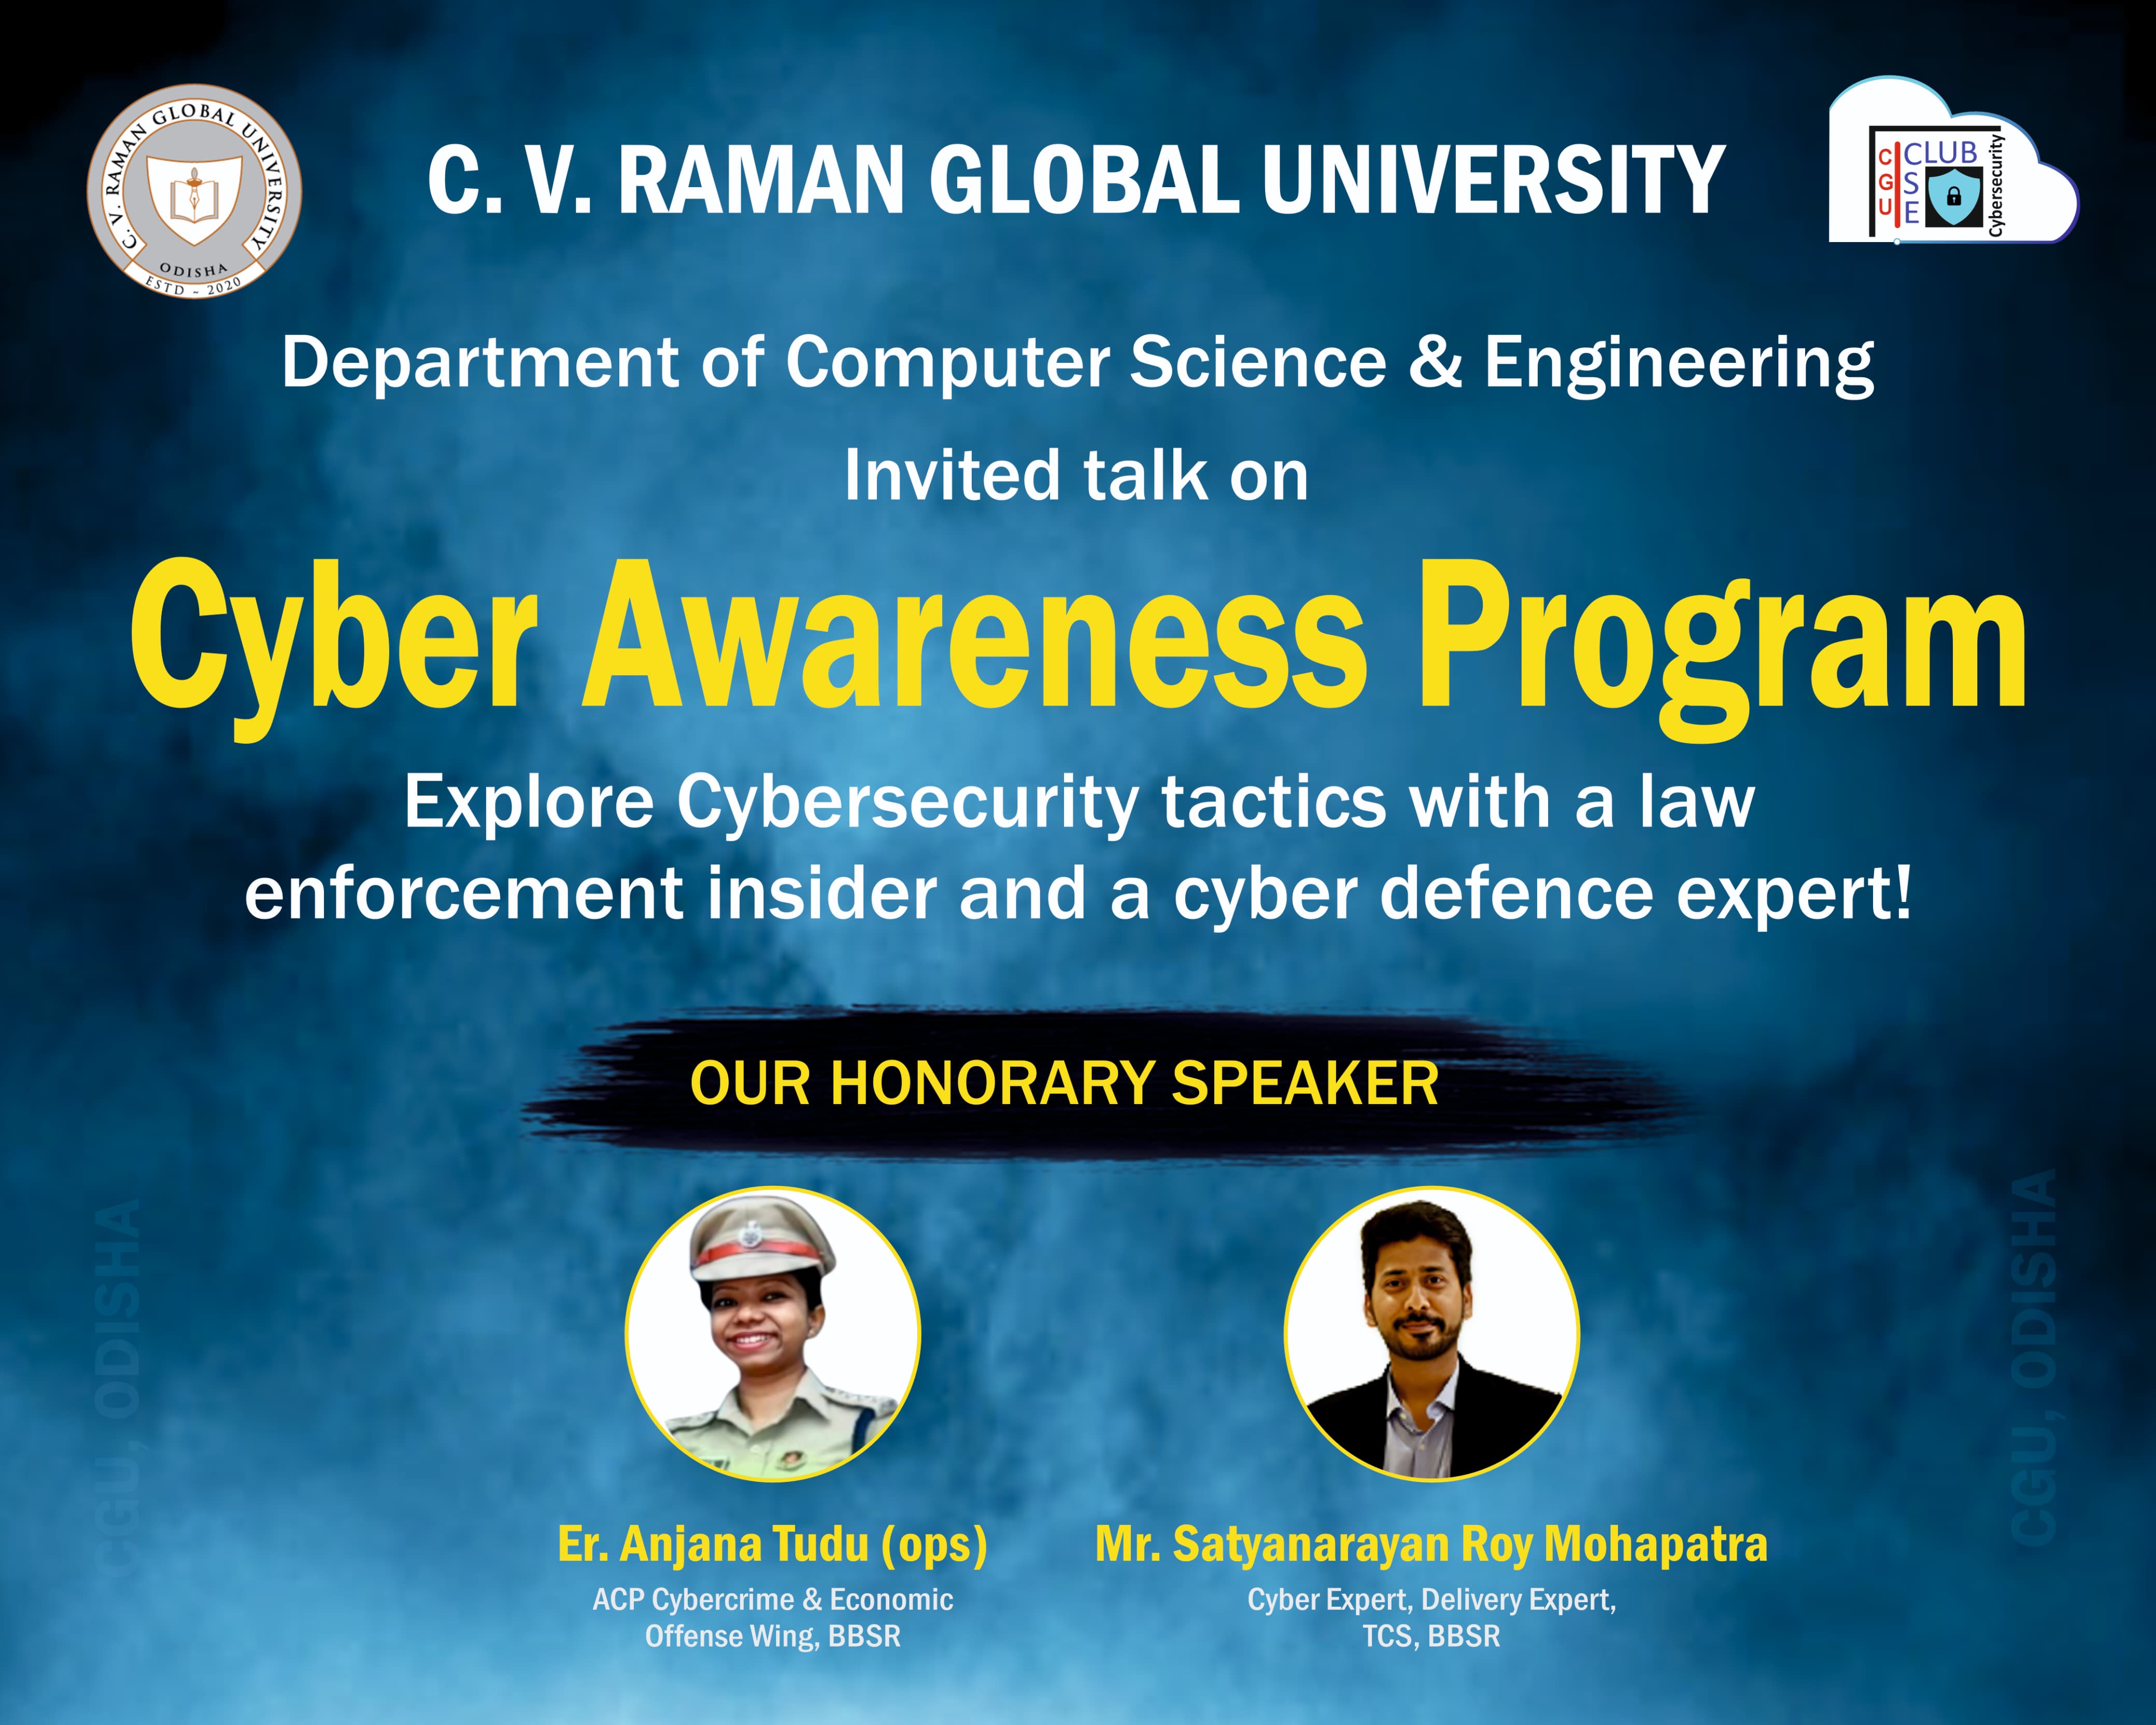 C. V. RAMAN GLOBAL UNIVERSITY
ODISHA
ESTD ~ 2020
C. V. RAMAN GLOBAL UNIVERSITY
CGU
CLUB
CSE
Cybersecurity
Department of Computer Science & Engineering
Invited talk on
Cyber Awareness Program
Explore Cybersecurity tactics with a law
enforcement insider and a cyber defence expert!
OUR HONORARY SPEAKER
CGU, ODISHA
CGU, ODISHA
Er. Anjana Tudu (ops)
ACP Cybercrime & Economic
Offense Wing, BBSR
Mr. Satyanarayan Roy Mohapatra
Cyber Expert, Delivery Expert,
TCS, BBSR